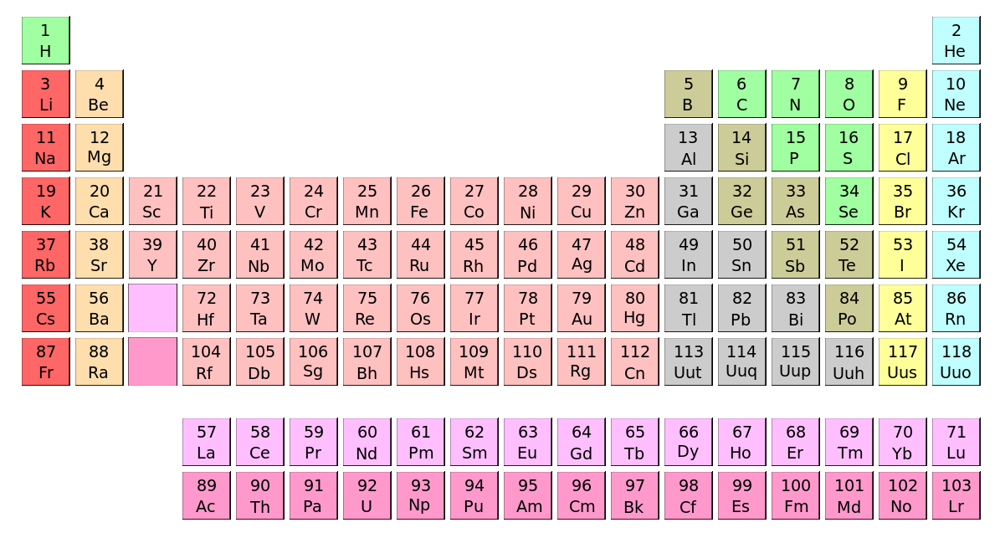 1 2
H He
3 4 5 6 7 8 9 10
Li Be B C N O F Ne
11 12 13 14 15 16 17 18
Na Mg Al Si P S Cl Ar
19 20 21 22 23 24 25 26 27 28 29 30 31 32 33 34 35 36
K Ca Sc Ti V Cr Mn Fe Co Ni Cu Zn Ga Ge As Se Br Kr
37 38 39 40 41 42 43 44 45 46 47 48 49 50 51 52 53 54
Rb Sr Y Zr Nb Mo Tc Ru Rh Pd Ag Cd In Sn Sb Te I Xe
55 56 72 73 74 75 76 77 78 79 80 81 82 83 84 85 86
Cs Ba Hf Ta W Re Os Ir Pt Au Hg Tl Pb Bi Po At Rn
87 88 104 105 106 107 108 109 110 111 112 113 114 115 116 117 118
Fr Ra Rf Db Sg Bh Hs Mt Ds Rg Cn Uut Uuq Uup Uuh Uus Uuo
57 58 59 60 61 62 63 64 65 66 67 68 69 70 71
La Ce Pr Nd Pm Sm Eu Gd Tb Dy Ho Er Tm Yb Lu
89 90 91 92 93 94 95 96 97 98 99 100 101 102 103
Ac Th Pa U Np Pu Am Cm Bk Cf Es Fm Md No Lr